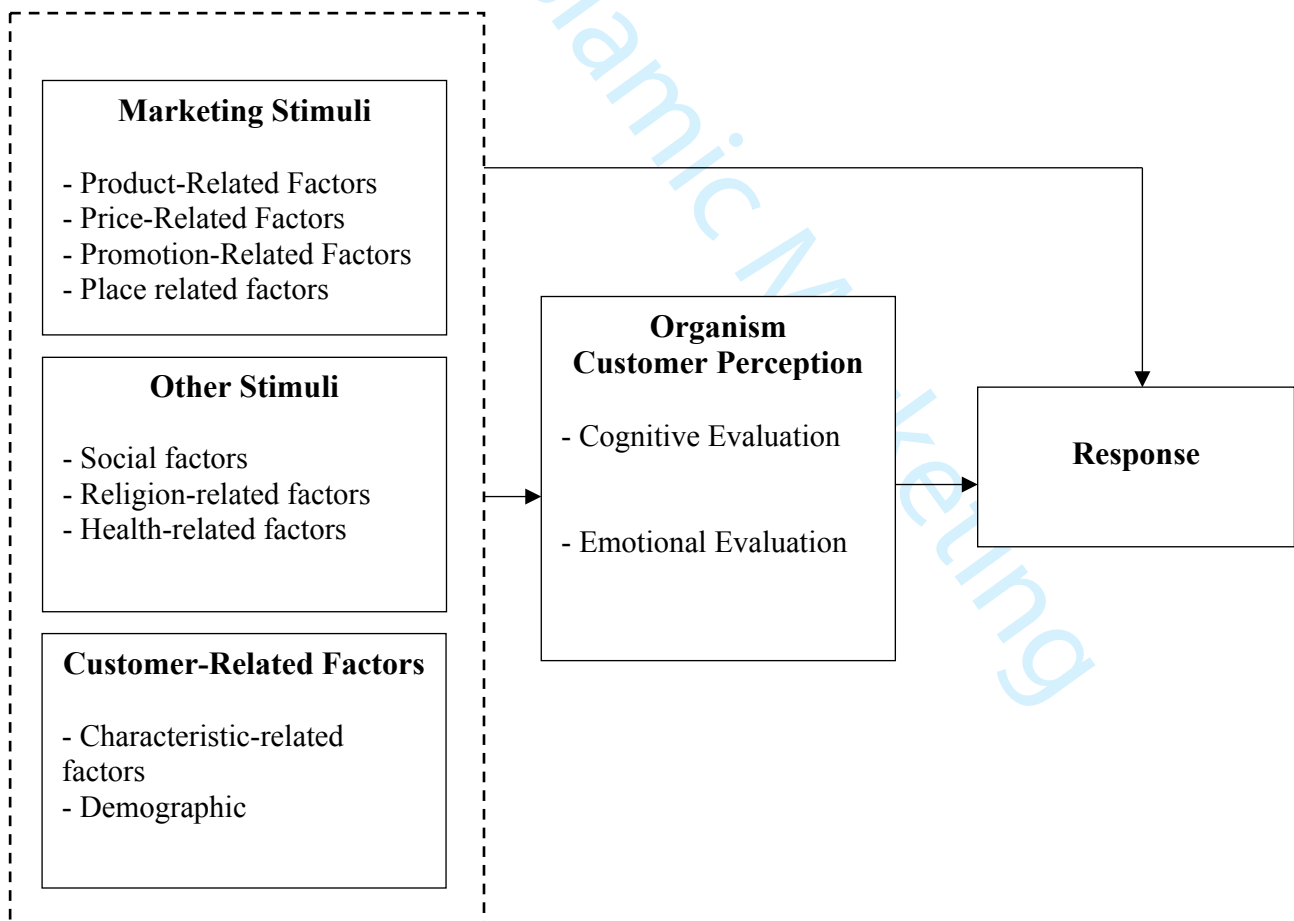 Marketing Stimuli
- Product-Related Factors
- Price-Related Factors
- Promotion-Related Factors
- Place related factors
Other Stimuli
- Social factors
- Religion-related factors
- Health-related factors
Customer-Related Factors
- Characteristic-related
factors
- Demographic
Organism
Customer Perception
- Cognitive Evaluation
- Emotional Evaluation
Response